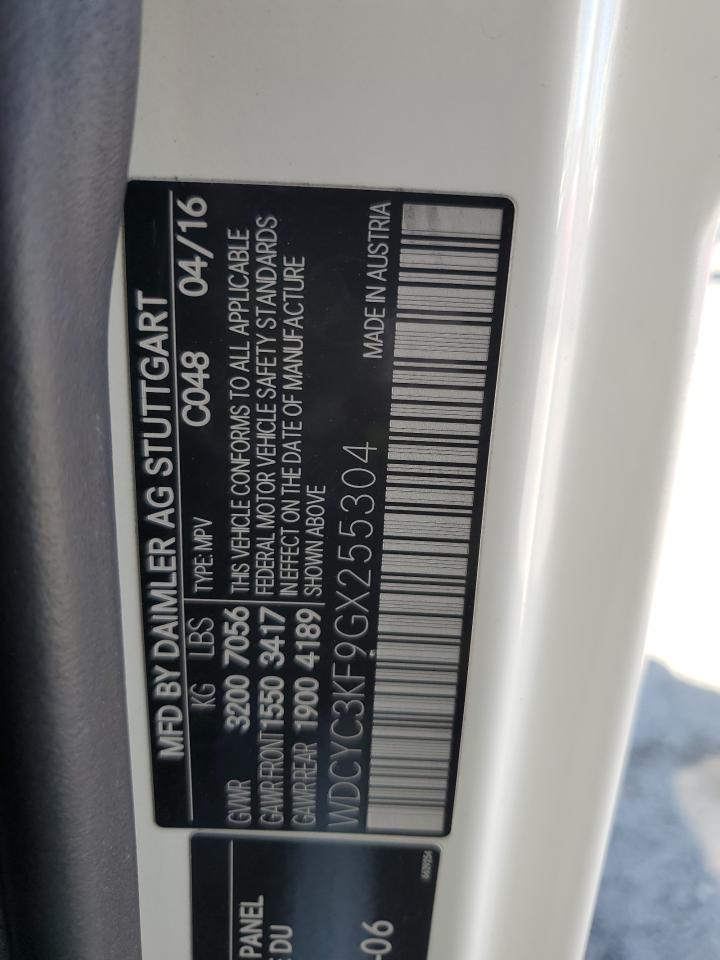 MFD BY DAIMLER AG STUTTGART
KG LBS TYPE: MPV C048 04/16
GVWR 3200 7056 THIS VEHICLE CONFORMS TO ALL APPLICABLE
GAWR FRONT 1550 3417 FEDERAL MOTOR VEHICLE SAFETY STANDARDS
GAWR REAR 1900 4189 IN EFFECT ON THE DATE OF MANUFACTURE
SHOWN ABOVE
WDCYC3KF9GX255304 MADE IN AUSTRIA
PANEL
DU
-06